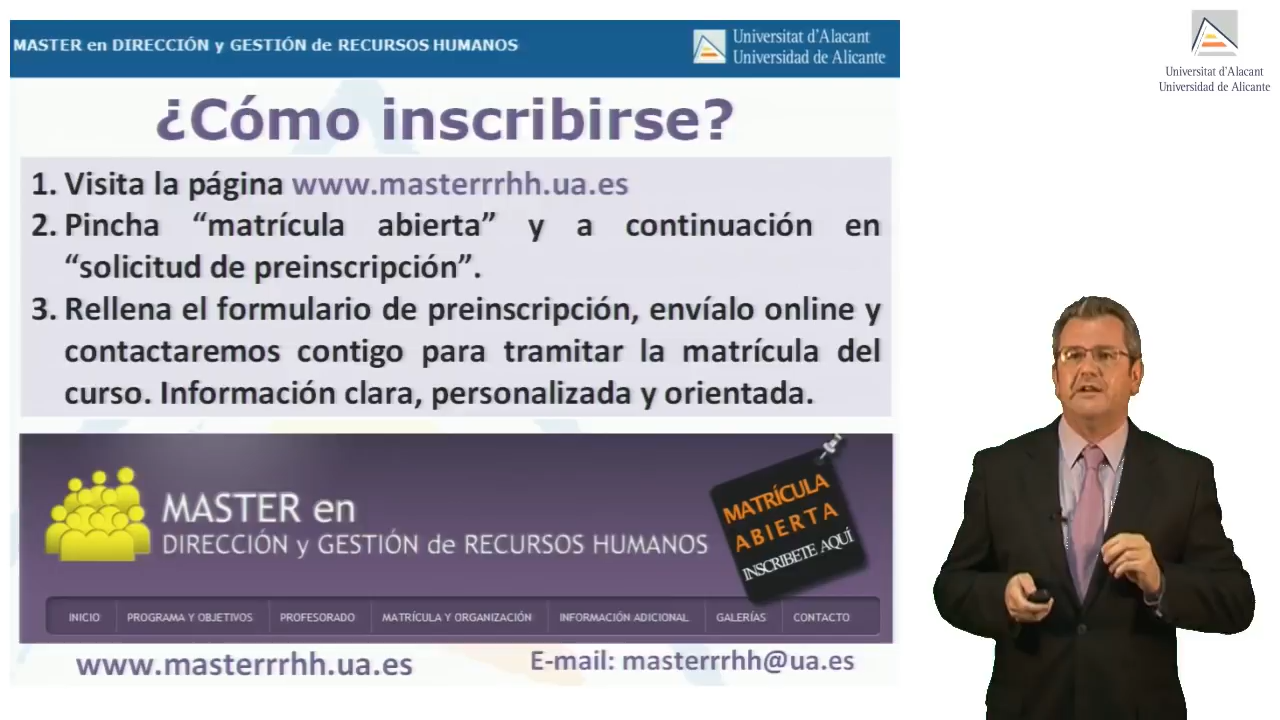 MASTER en DIRECCIÓN y GESTIÓN de RECURSOS HUMANOS
Universitat d'Alacant
Universidad de Alicante
Universitat d'Alacant
Universidad de Alicante
¿Cómo inscribirse?
1. Visita la página www.masterrrhh.ua.es
2. Pincha “matrícula abierta” y a continuación en
“solicitud de preinscripción”.
3. Rellena el formulario de preinscripción, envíalo online y
contactaremos contigo para tramitar la matrícula del
curso. Información clara, personalizada y orientada.
MASTER en
DIRECCIÓN y GESTIÓN de RECURSOS HUMANOS
MATRÍCULA
ABIERTA
INSCRIBETE AQUÍ
INICIO PROGRAMA Y OBJETIVOS PROFESORADO MATRÍCULA Y ORGANIZACIÓN INFORMACIÓN ADICIONAL GALERÍAS CONTACTO
www.masterrrhh.ua.es
E-mail: masterrrhh@ua.es